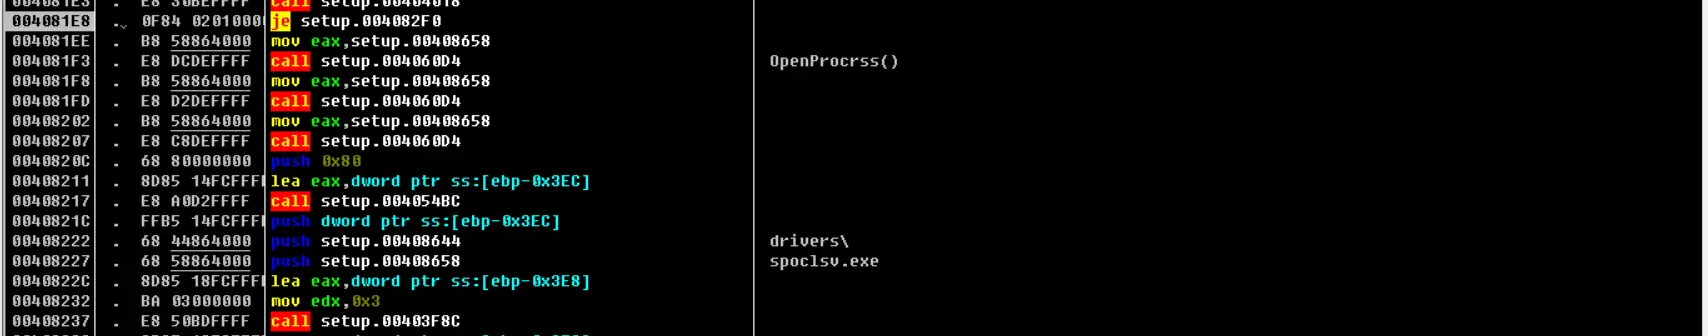 004081E3 . E8 30BEFFFF call setup.00404018
004081E8 .⌄ 0F84 02010000 je setup.004082F0
004081EE . B8 58864000 mov eax,setup.00408658
004081F3 . E8 DCDEFFFF call setup.004060D4 OpenProcrss()
004081F8 . B8 58864000 mov eax,setup.00408658
004081FD . E8 D2DEFFFF call setup.004060D4
00408202 . B8 58864000 mov eax,setup.00408658
00408207 . E8 C8DEFFFF call setup.004060D4
0040820C . 68 80000000 push 0x80
00408211 . 8D85 14FCFFFF lea eax,dword ptr ss:[ebp-0x3EC]
00408217 . E8 A0D2FFFF call setup.004054BC
0040821C . FFB5 14FCFFFF push dword ptr ss:[ebp-0x3EC]
00408222 . 68 44864000 push setup.00408644 drivers\
00408227 . 68 58864000 push setup.00408658 spoclsv.exe
0040822C . 8D85 18FCFFFF lea eax,dword ptr ss:[ebp-0x3E8]
00408232 . BA 03000000 mov edx,0x3
00408237 . E8 50BDFFFF call setup.00403F8C